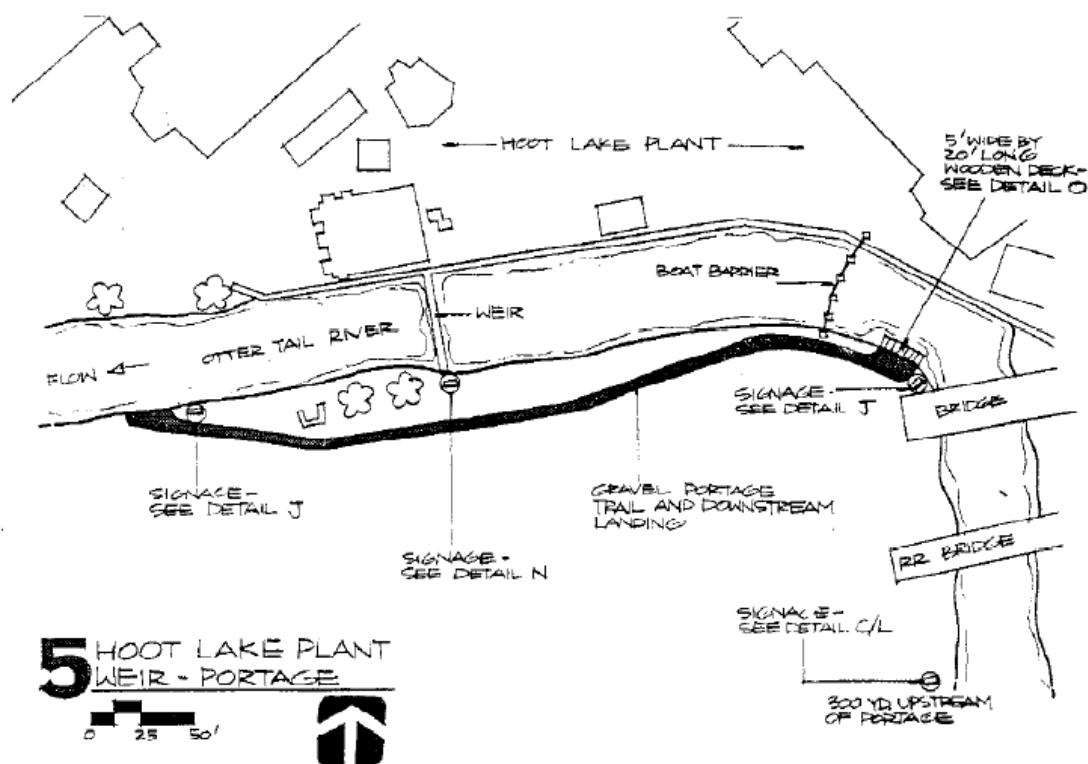 HOOT LAKE PLANT
5' WIDE BY
20' LONG
WOODEN DECK-
SEE DETAIL O
BOAT BARRIER
WEIR
OTTER TAIL RIVER
FLOW
SIGNAGE-
SEE DETAIL J
BRIDGE
SIGNAGE-
SEE DETAIL J
GRAVEL PORTAGE
TRAIL AND DOWNSTREAM
LANDING
SIGNAGE-
SEE DETAIL N
RR BRIDGE
SIGNAGE-
SEE DETAIL C/L
300 YD. UPSTREAM
OF PORTAGE
5 HOOT LAKE PLANT
WEIR - PORTAGE
0 25 50'